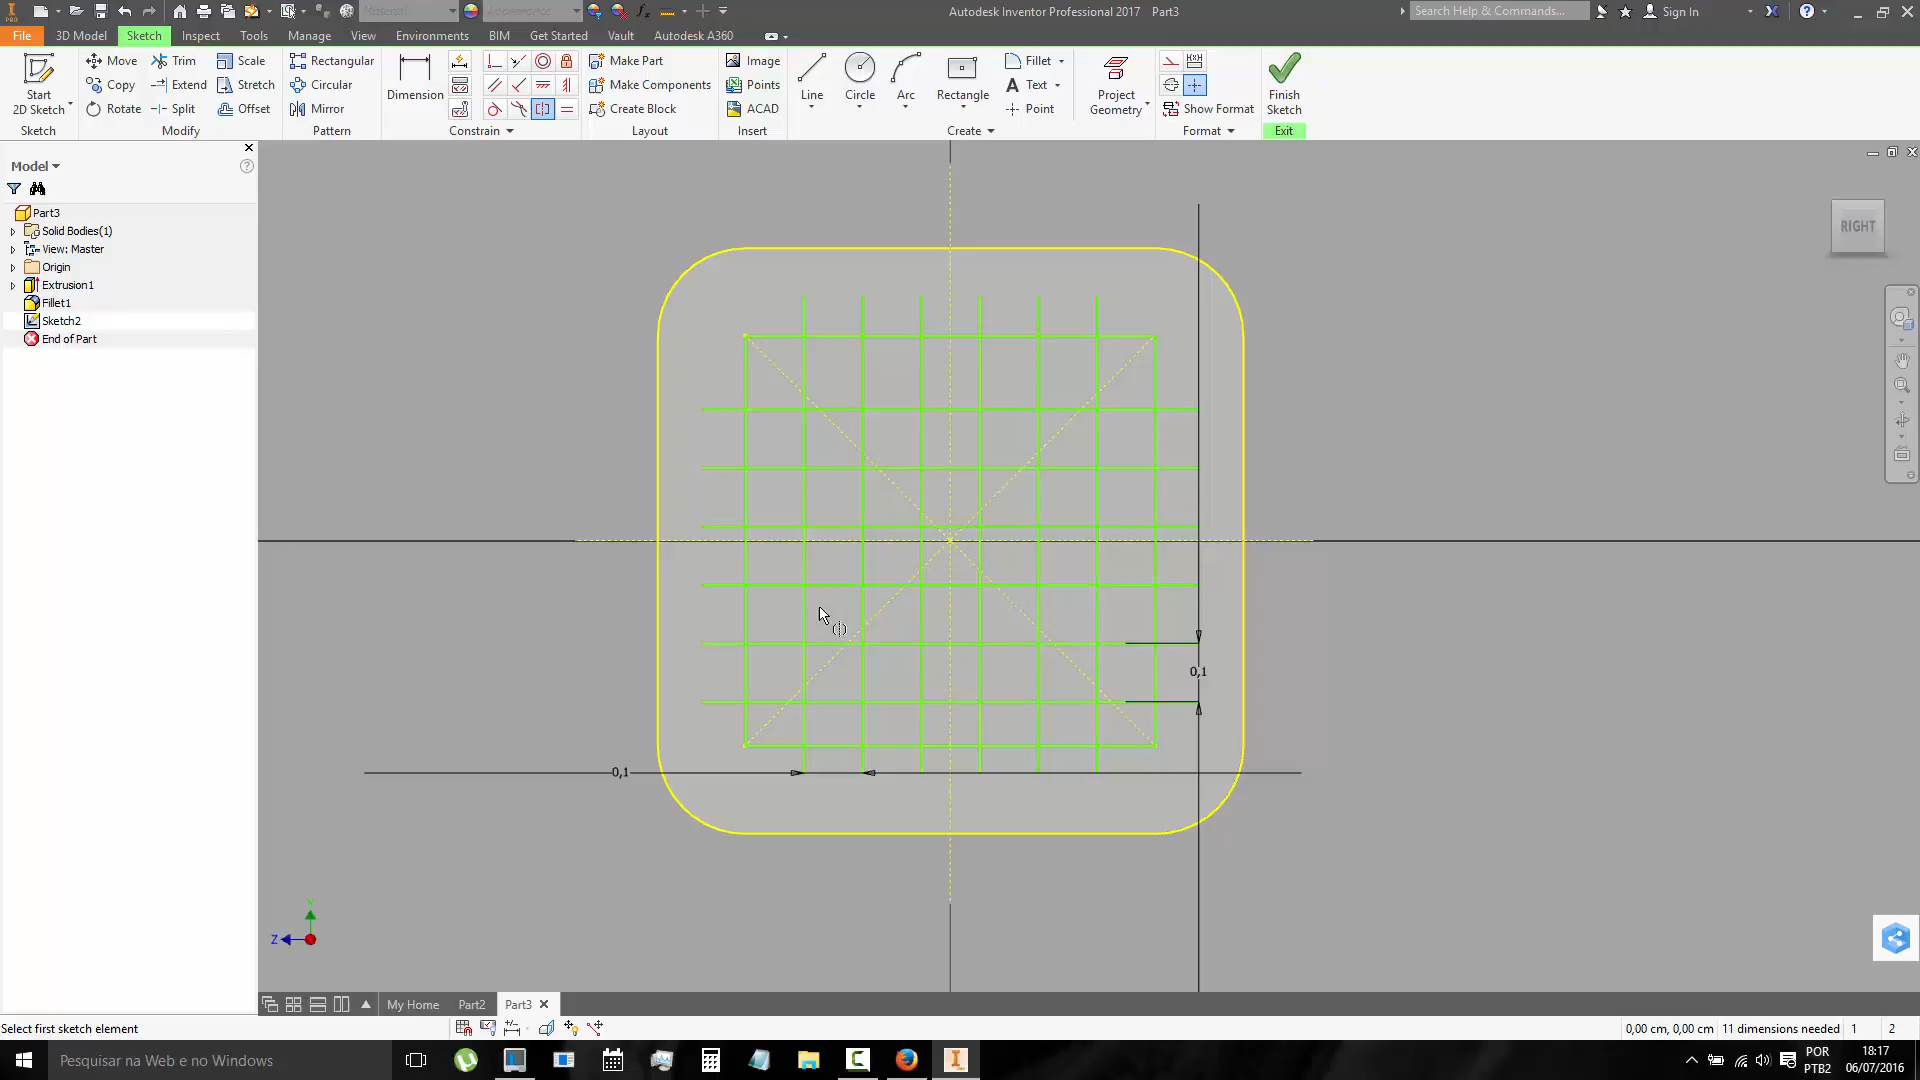 PRO
Material
Appearance
Autodesk Inventor Professional 2017 Part3
Search Help & Commands...
Sign In
File 3D Model Sketch Inspect Tools Manage View Environments BIM Get Started Vault Autodesk A360
Start
2D Sketch
Sketch
Move Trim Scale
Copy Extend Stretch
Rotate Split Offset
Modify
Rectangular
Circular
Mirror
Pattern
Dimension
Constrain
Make Part
Make Components
Create Block
Layout
Image
Points
ACAD
Insert
Line Circle Arc Rectangle
Fillet
Text
Point
Create
Project
Geometry
Show Format
Format
Finish
Sketch
Exit
Model
Part3
Solid Bodies(1)
View: Master
Origin
Extrusion1
Fillet1
Sketch2
End of Part
RIGHT
0,1
0,1
Y
Z
My Home Part2 Part3
Select first sketch element
0,00 cm, 0,00 cm 11 dimensions needed 1 2
Pesquisar na Web e no Windows
POR
PTB2
18:17
06/07/2016